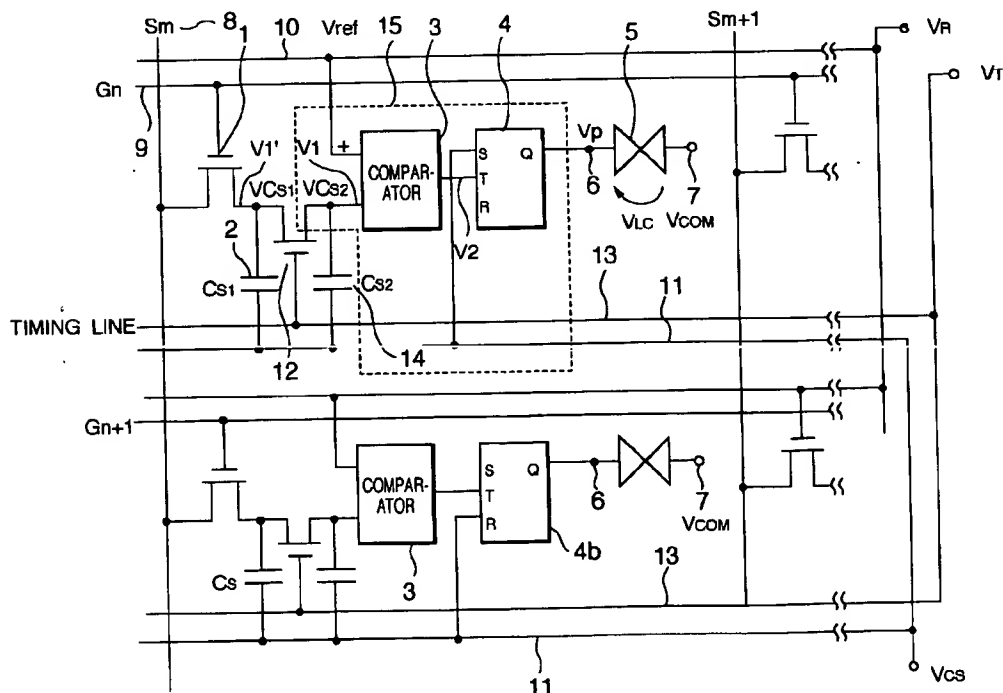 Sm 8 1 10 Vref 15 3 4 5 Sm+1 VR
Gn VT
9 V1' V1 + COMPAR-ATOR S T R Q Vp
VCS1 VCS2 6 7
2 V2 VLC VCOM
CS1 CS2 13 11
TIMING LINE
12 14
Gn+1
COMPAR-ATOR S T R Q 6 7
VCOM
3 4b
CS 13
11 VCS